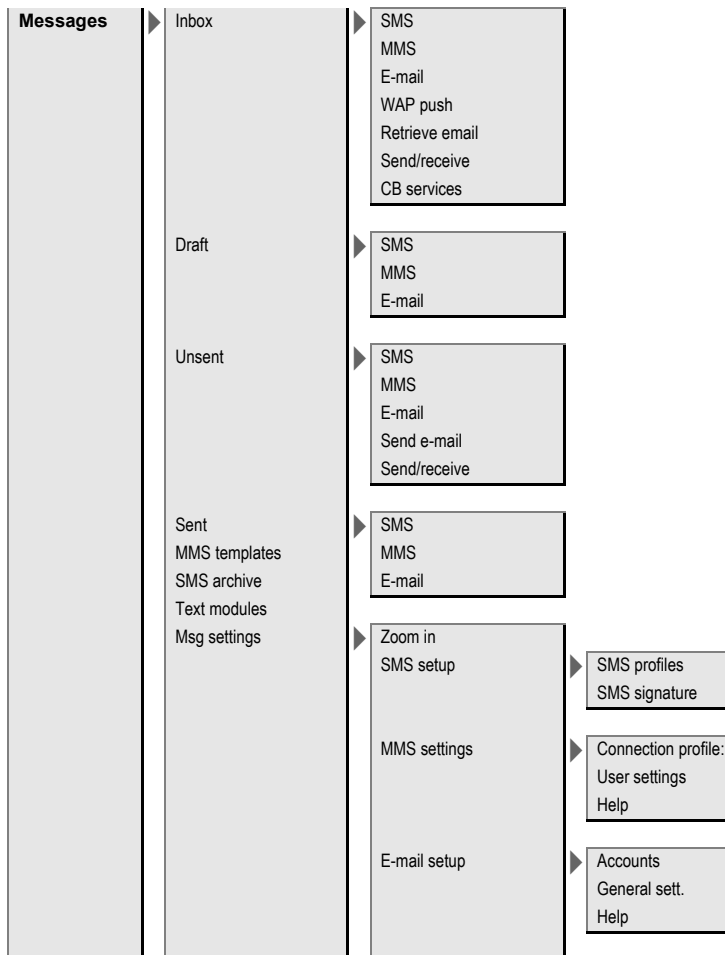 Messages
Inbox
SMS
MMS
E-mail
WAP push
Retrieve email
Send/receive
CB services
Draft
SMS
MMS
E-mail
Unsent
SMS
MMS
E-mail
Send e-mail
Send/receive
Sent
SMS
MMS
E-mail
MMS templates
SMS archive
Text modules
Msg settings
Zoom in
SMS setup
SMS profiles
SMS signature
MMS settings
Connection profile:
User settings
Help
E-mail setup
Accounts
General sett.
Help